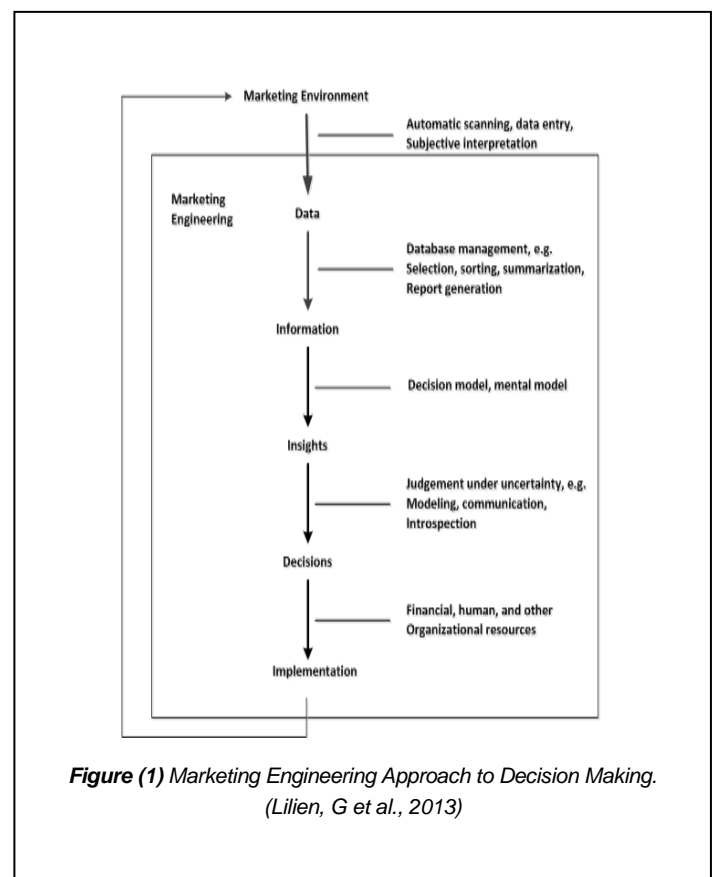 Marketing Environment
Automatic scanning, data entry,
Subjective interpretation
Marketing
Engineering
Data
Database management, e.g.
Selection, sorting, summarization,
Report generation
Information
Decision model, mental model
Insights
Judgement under uncertainty, e.g.
Modeling, communication,
Introspection
Decisions
Financial, human, and other
Organizational resources
Implementation
Figure (1) Marketing Engineering Approach to Decision Making.
(Lilien, G et al., 2013)